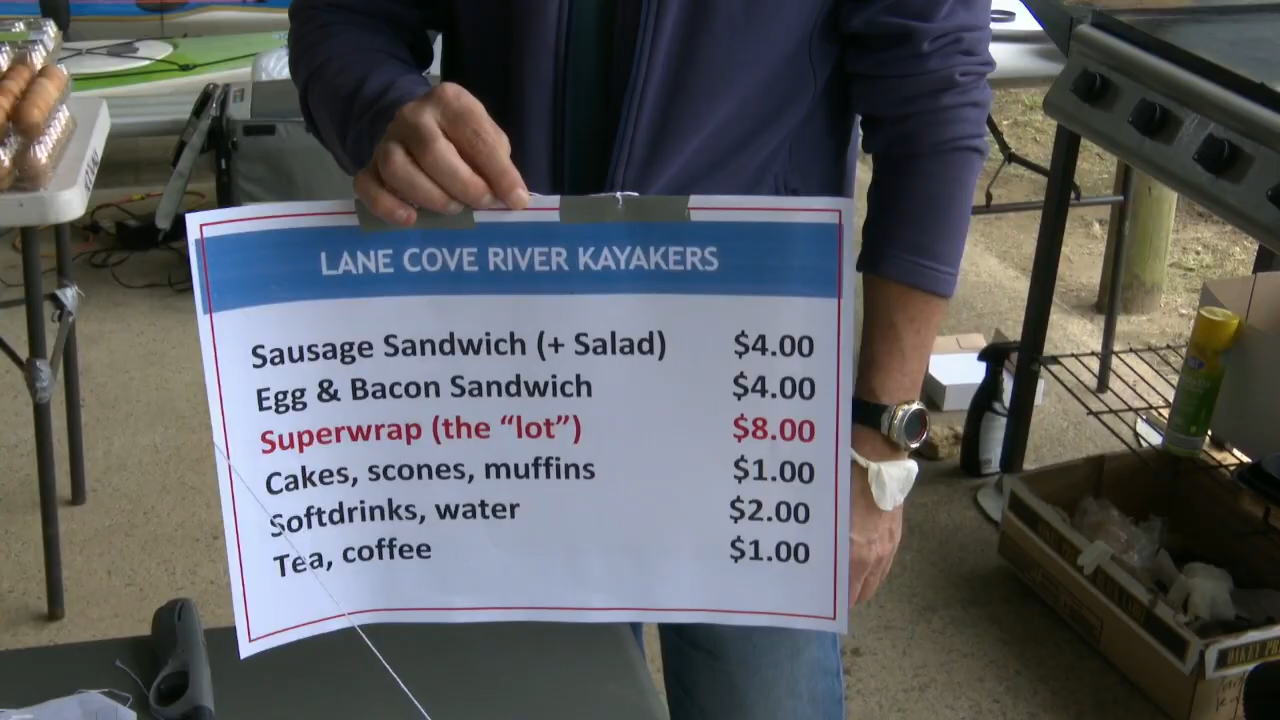 LANE COVE RIVER KAYAKERS
Sausage Sandwich (+ Salad) $4.00
Egg & Bacon Sandwich $4.00
Superwrap (the “lot”) $8.00
Cakes, scones, muffins $1.00
Softdrinks, water $2.00
Tea, coffee $1.00